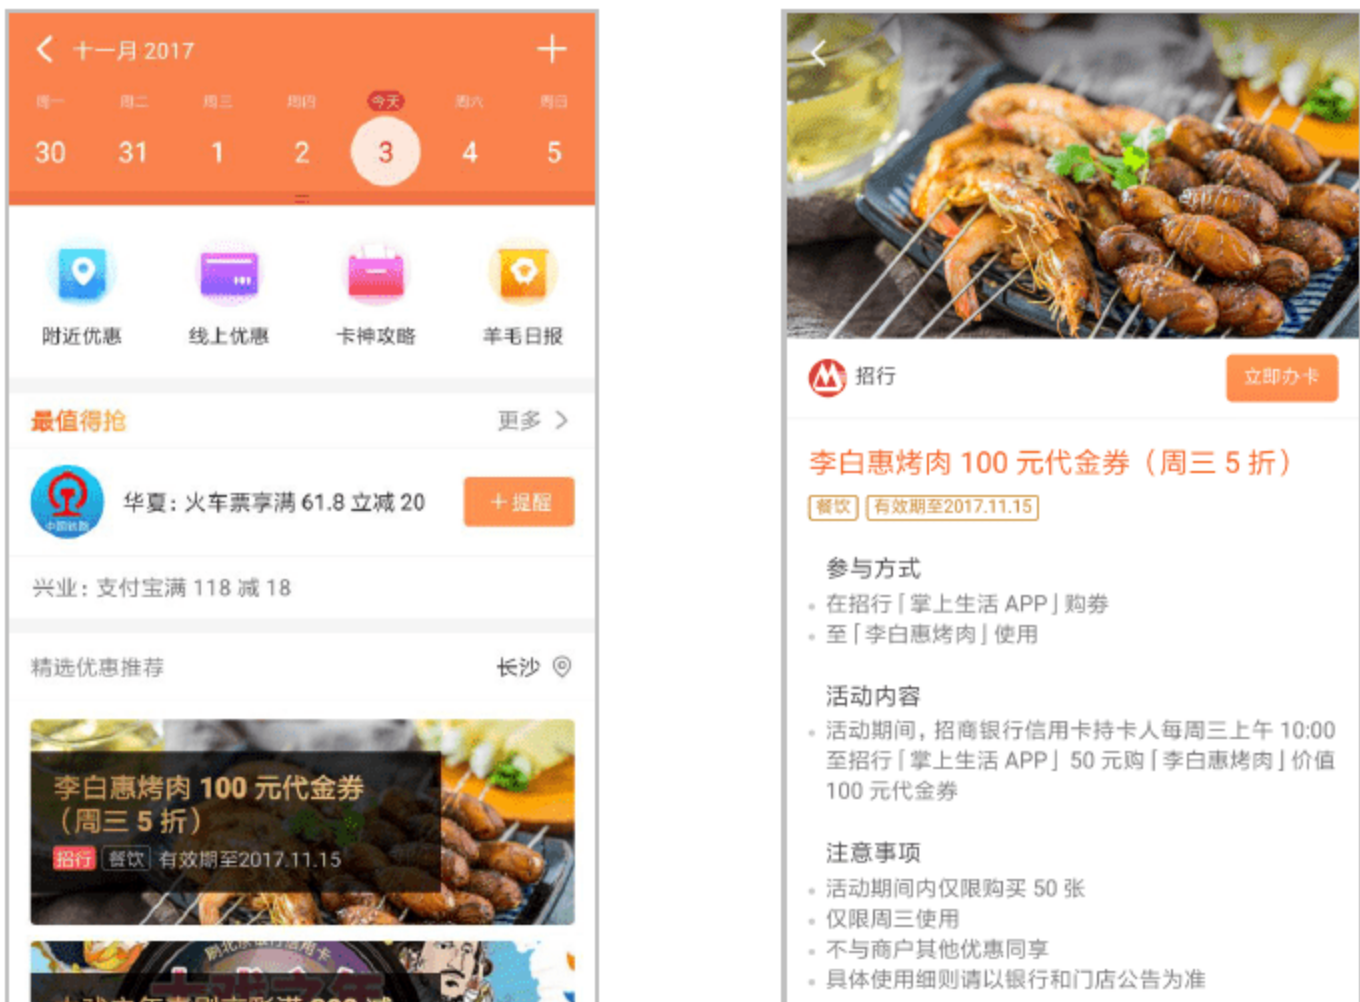 十一月 2017
周一 周二 周三 周四 今天 周六 周日
30 31 1 2 3 4 5
附近优惠 线上优惠 卡神攻略 羊毛日报
最值得抢 更多
中国铁路
华夏：火车票享满 61.8 立减 20
＋提醒
兴业：支付宝满 118 减 18
精选优惠推荐 长沙
李白惠烤肉 100 元代金券
（周三 5 折）
招行 餐饮 有效期至2017.11.15
刷北京银行信用卡
招行
立即办卡
李白惠烤肉 100 元代金券（周三 5 折）
餐饮 有效期至2017.11.15
参与方式
在招行「掌上生活 APP」购券
至「李白惠烤肉」使用
活动内容
活动期间，招商银行信用卡持卡人每周三上午 10:00
至招行「掌上生活 APP」50 元购「李白惠烤肉」价值
100 元代金券
注意事项
活动期间内仅限购买 50 张
仅限周三使用
不与商户其他优惠同享
具体使用细则请以银行和门店公告为准